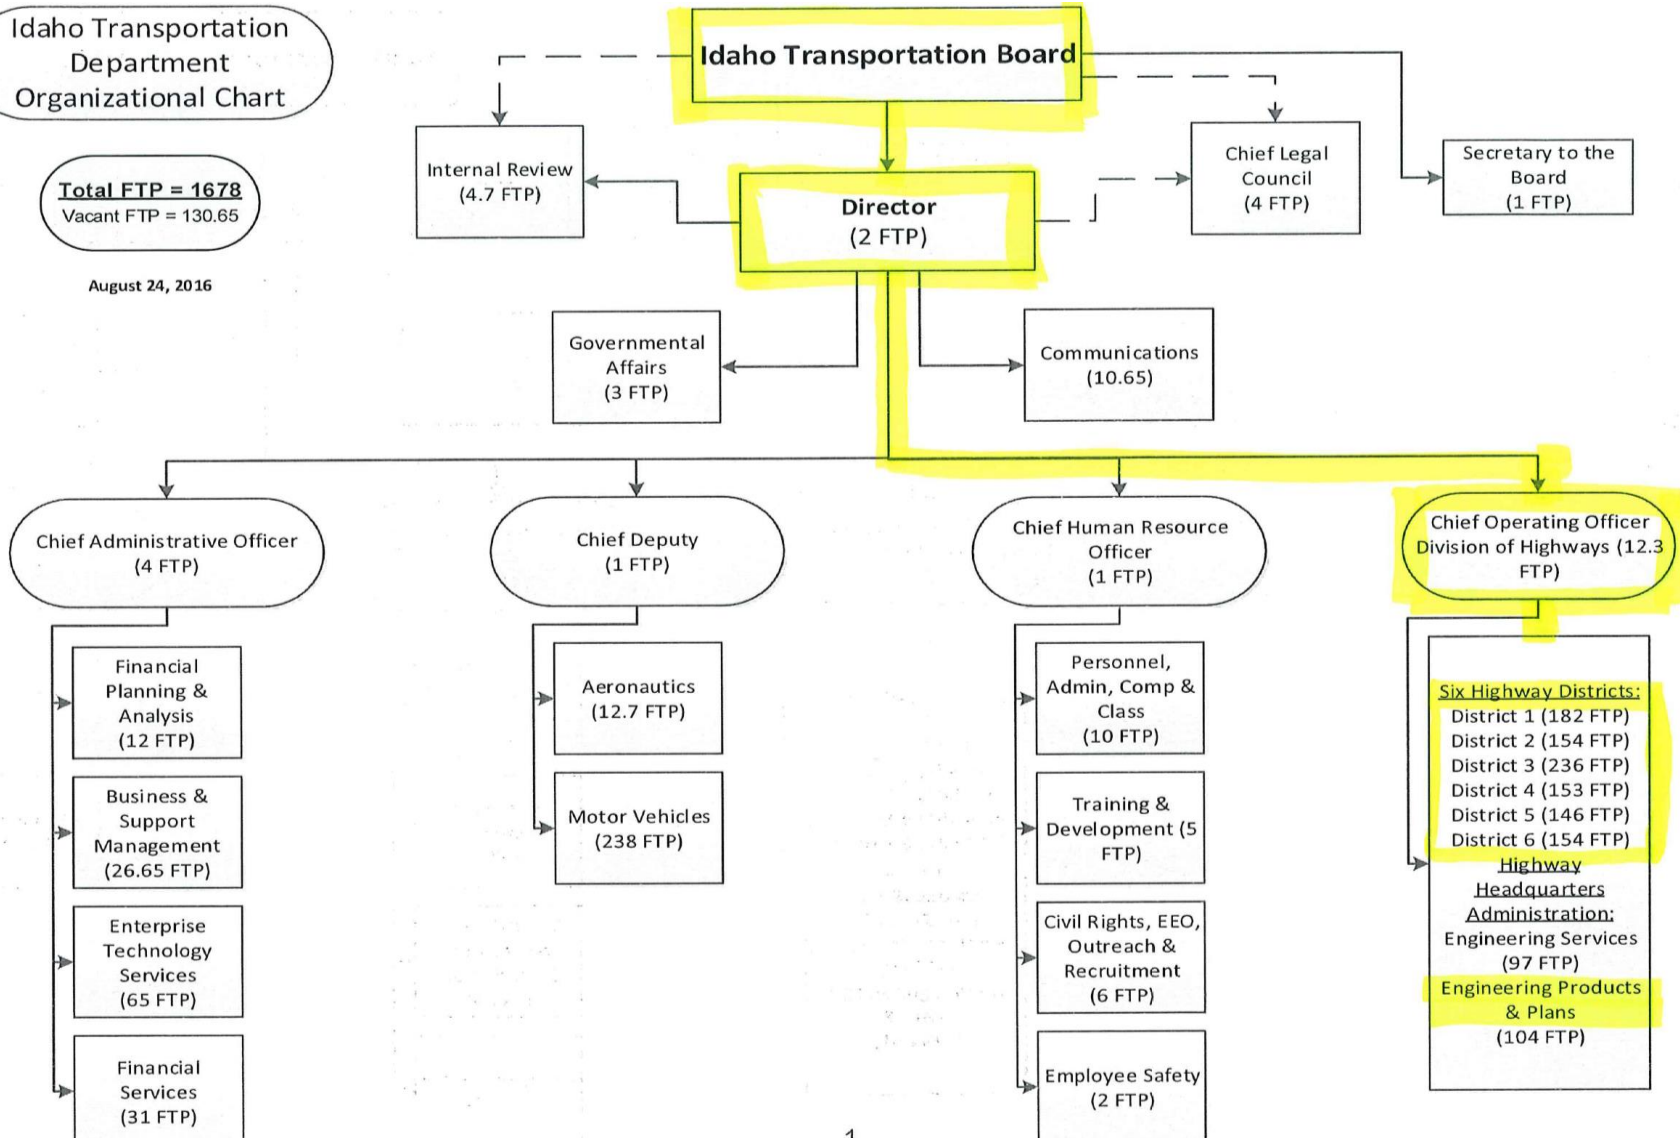 Idaho Transportation
Department
Organizational Chart
Total FTP = 1678
Vacant FTP = 130.65
August 24, 2016
Idaho Transportation Board
Internal Review
(4.7 FTP)
Director
(2 FTP)
Chief Legal
Council
(4 FTP)
Secretary to the
Board
(1 FTP)
Governmental
Affairs
(3 FTP)
Communications
(10.65)
Chief Administrative Officer
(4 FTP)
Financial
Planning &
Analysis
(12 FTP)
Business &
Support
Management
(26.65 FTP)
Enterprise
Technology
Services
(65 FTP)
Financial
Services
(31 FTP)
Chief Deputy
(1 FTP)
Aeronautics
(12.7 FTP)
Motor Vehicles
(238 FTP)
Chief Human Resource
Officer
(1 FTP)
Personnel,
Admin, Comp &
Class
(10 FTP)
Training &
Development (5
FTP)
Civil Rights, EEO,
Outreach &
Recruitment
(6 FTP)
Employee Safety
(2 FTP)
Chief Operating Officer
Division of Highways (12.3
FTP)
Six Highway Districts:
District 1 (182 FTP)
District 2 (154 FTP)
District 3 (236 FTP)
District 4 (153 FTP)
District 5 (146 FTP)
District 6 (154 FTP)
Highway
Headquarters
Administration:
Engineering Services
(97 FTP)
Engineering Products
& Plans
(104 FTP)
1